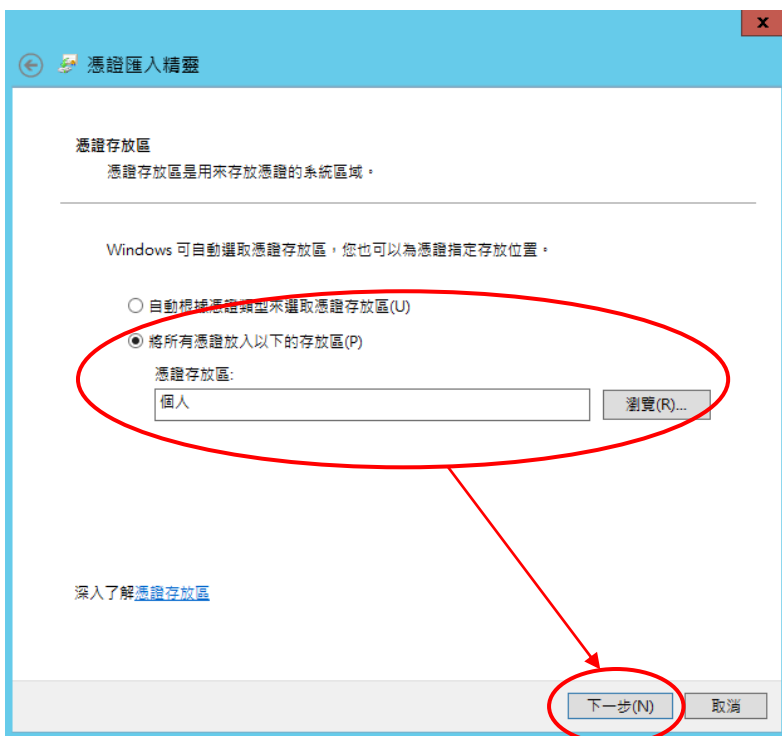 x
憑證匯入精靈
憑證存放區
憑證存放區是用來存放憑證的系統區域。
Windows 可自動選取憑證存放區，您也可以為憑證指定存放位置。
自動根據憑證類型來選取憑證存放區(U)
將所有憑證放入以下的存放區(P)
憑證存放區:
個人
瀏覽(R)...
深入了解憑證存放區
下一步(N)
取消